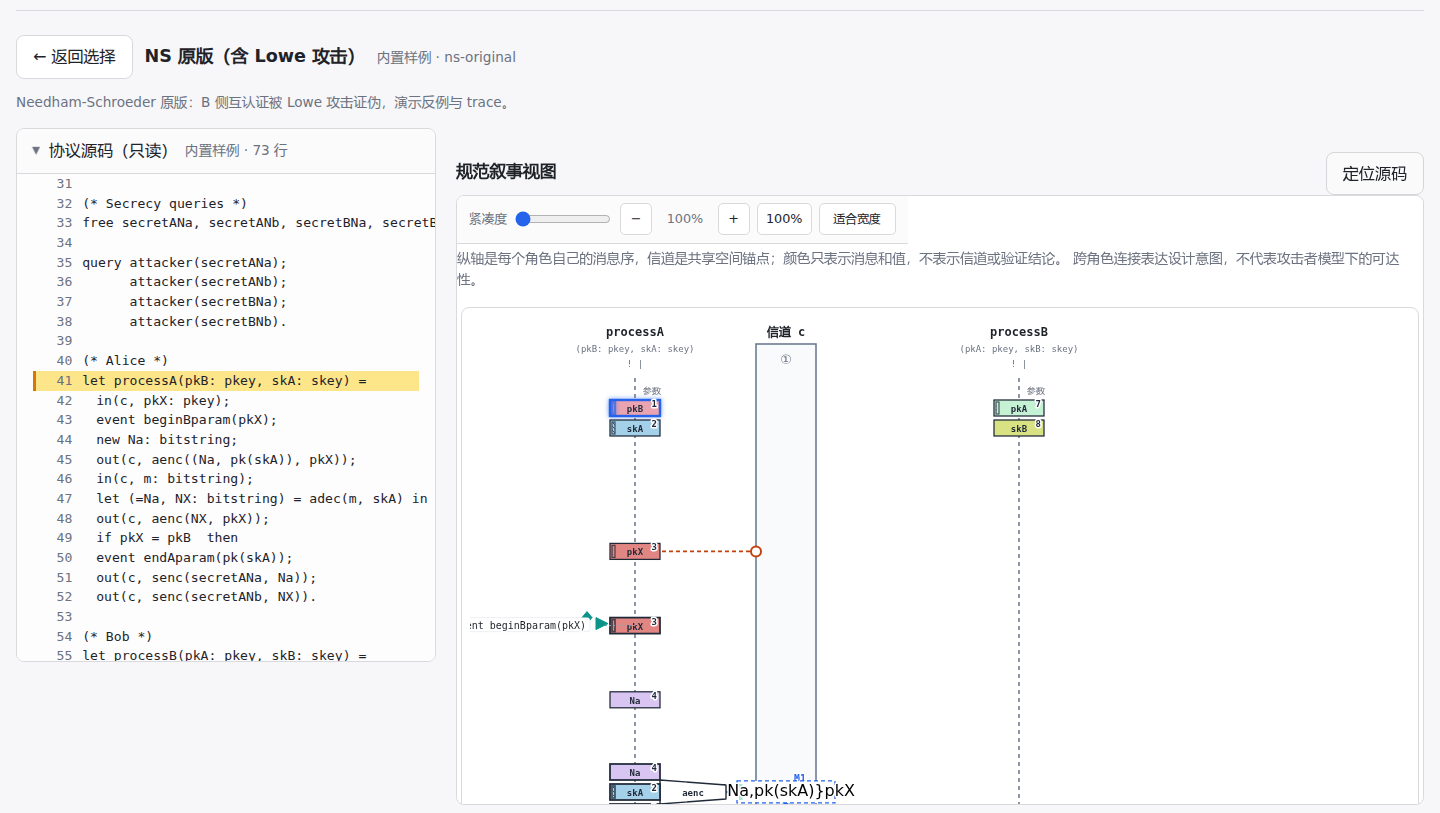 ← 返回选择
NS 原版（含 Lowe 攻击）
内置样例 · ns-original
Needham-Schroeder 原版：B 侧互认证被 Lowe 攻击证伪，演示反例与 trace。
▼ 协议源码（只读） 内置样例 · 73 行
31
32 (* Secrecy queries *)
33 free secretANa, secretANb, secretBNa, secretB
34
35 query attacker(secretANa);
36 attacker(secretANb);
37 attacker(secretBNa);
38 attacker(secretBNb).
39
40 (* Alice *)
41 let processA(pkB: pkey, skA: skey) =
42 in(c, pkX: pkey);
43 event beginBparam(pkX);
44 new Na: bitstring;
45 out(c, aenc((Na, pk(skA)), pkX));
46 in(c, m: bitstring);
47 let (=Na, NX: bitstring) = adec(m, skA) in
48 out(c, aenc(NX, pkX));
49 if pkX = pkB  then
50 event endAparam(pk(skA));
51 out(c, senc(secretANa, Na));
52 out(c, senc(secretANb, NX)).
53
54 (* Bob *)
55 let processB(pkA: pkey, skB: skey) =
规范叙事视图
定位源码
紧凑度 − 100% + 100% 适合宽度
纵轴是每个角色自己的消息序，信道是共享空间锚点；颜色只表示消息和值，不表示信道或验证结论。 跨角色连接表达设计意图，不代表攻击者模型下的可达
性。
processA
(pkB: pkey, skA: skey)
! |
参数
pkB 1
skA 2
pkX 3
nt beginBparam(pkX)
pkX 3
Na 4
Na 4
skA 2
aenc
信道 c
①
M1
Na,pk(skA)}pkX
processB
(pkA: pkey, skB: skey)
! |
参数
pkA 7
skB 8